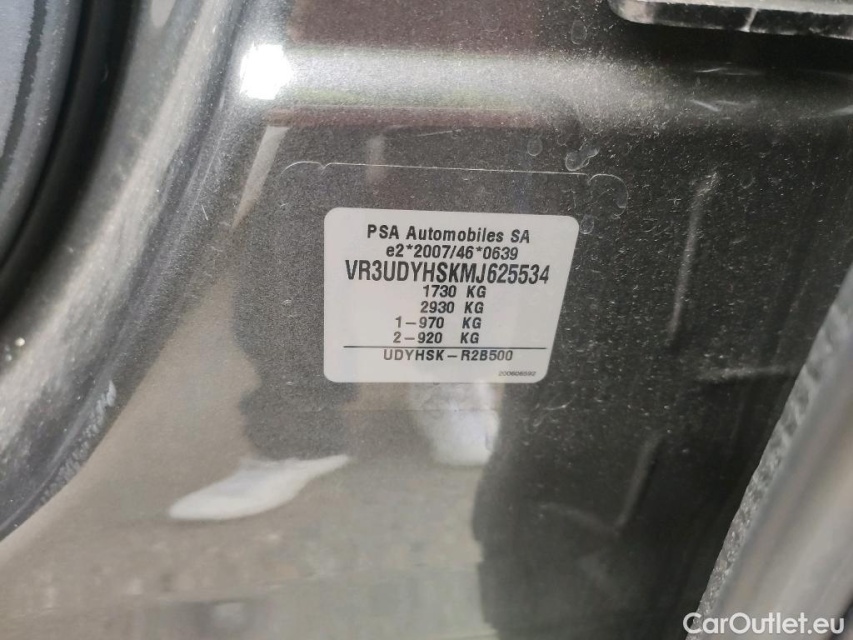 PSA Automobiles SA
e2*2007/46*0639
VR3UDYHSKMJ625534
1730 KG
2930 KG
1-970 KG
2-920 KG
UDYHSK-R2B500
CarOutlet.eu